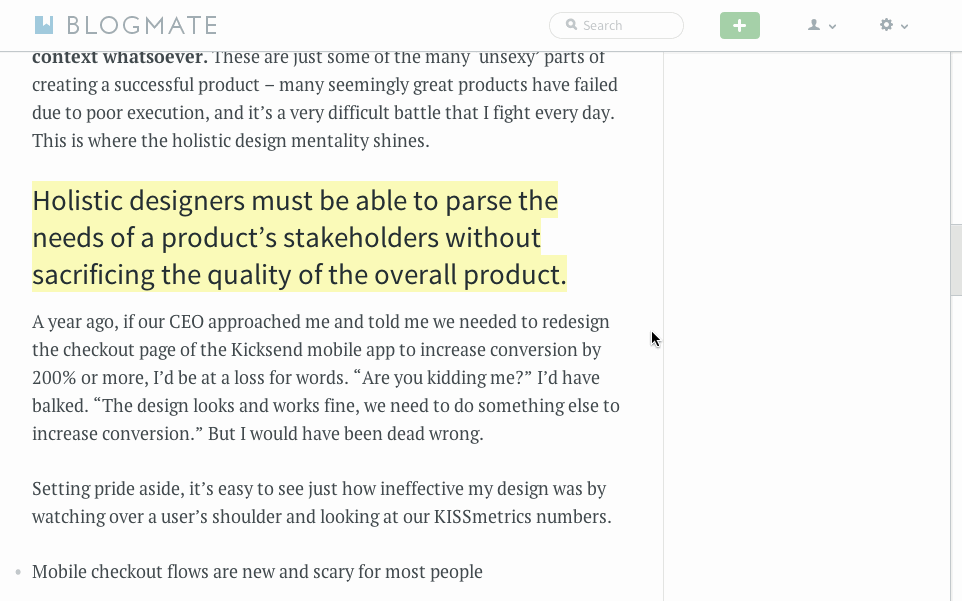 BLOGMATE
Search
context whatsoever. These are just some of the many ‘unsexy’ parts of
creating a successful product – many seemingly great products have failed
due to poor execution, and it’s a very difficult battle that I fight every day.
This is where the holistic design mentality shines.
Holistic designers must be able to parse the
needs of a product’s stakeholders without
sacrificing the quality of the overall product.
A year ago, if our CEO approached me and told me we needed to redesign
the checkout page of the Kicksend mobile app to increase conversion by
200% or more, I’d be at a loss for words. “Are you kidding me?” I’d have
balked. “The design looks and works fine, we need to do something else to
increase conversion.” But I would have been dead wrong.
Setting pride aside, it’s easy to see just how ineffective my design was by
watching over a user’s shoulder and looking at our KISSmetrics numbers.
Mobile checkout flows are new and scary for most people